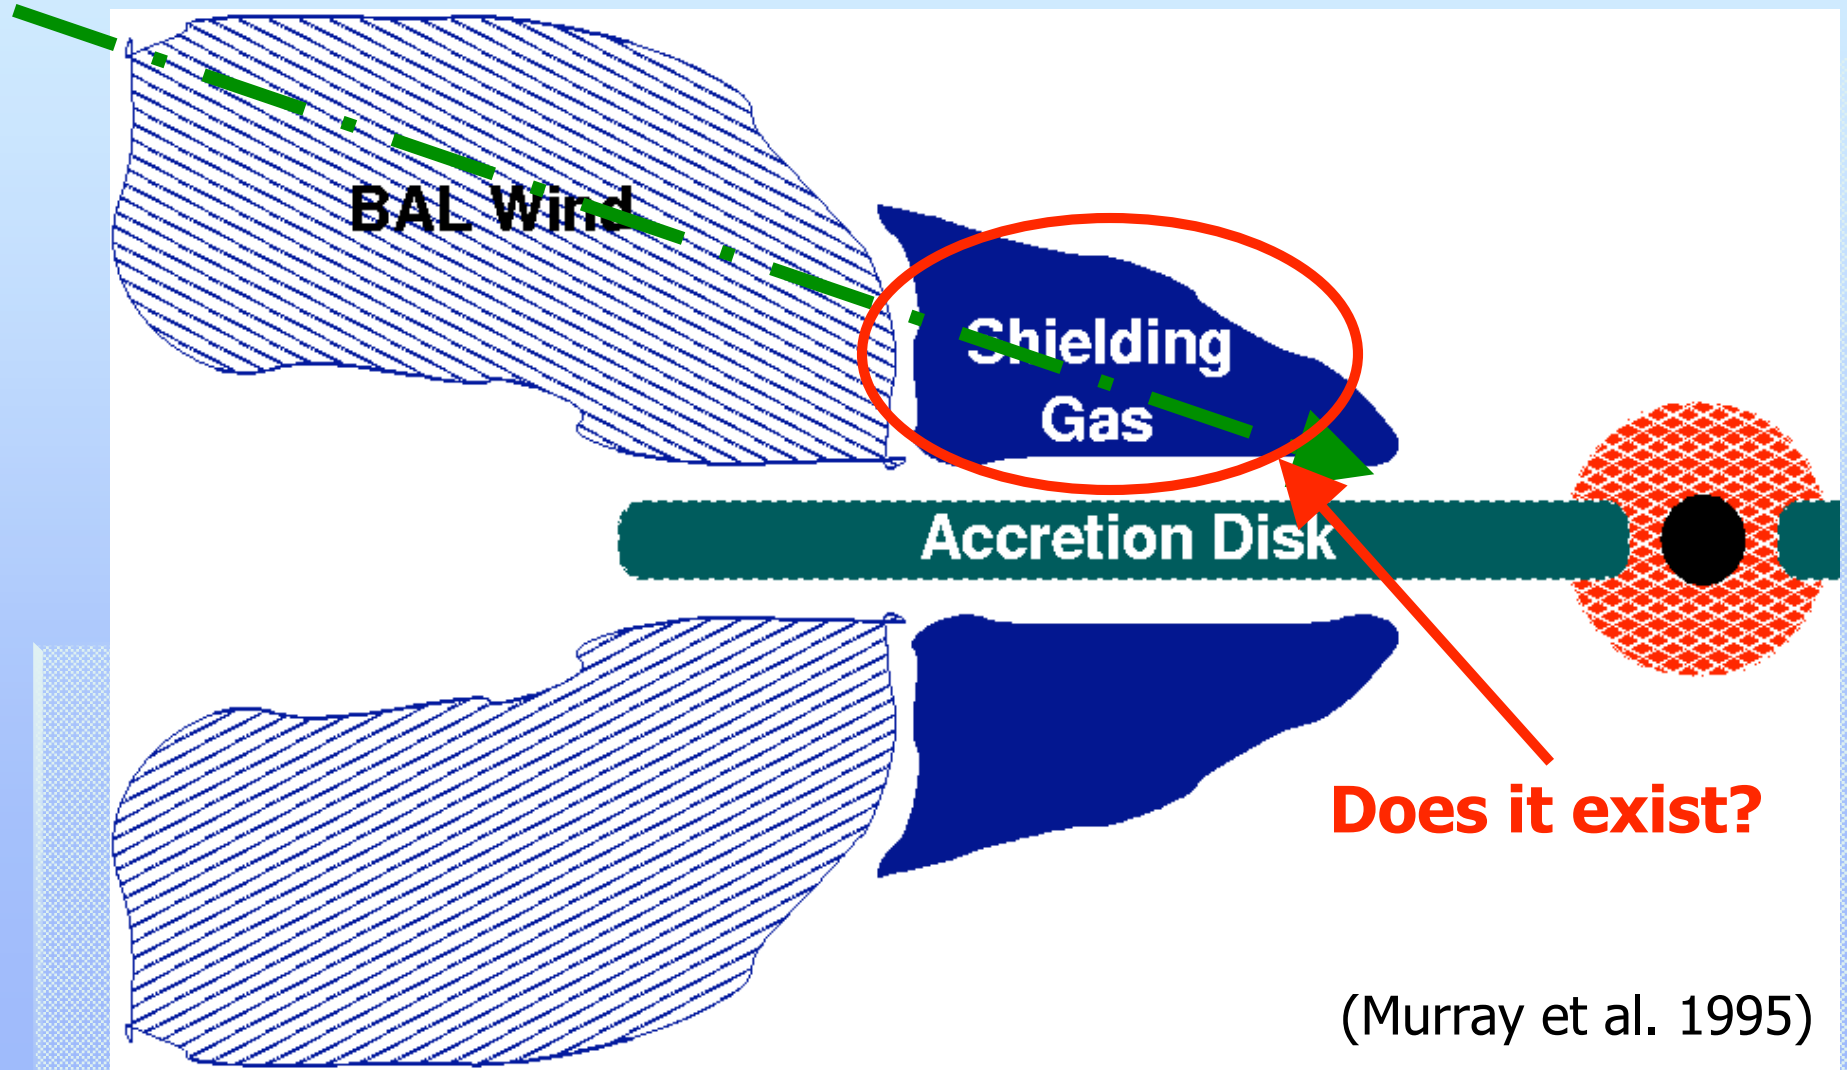 BAL Wind
Shielding
Gas
Accretion Disk
Does it exist?
(Murray et al. 1995)